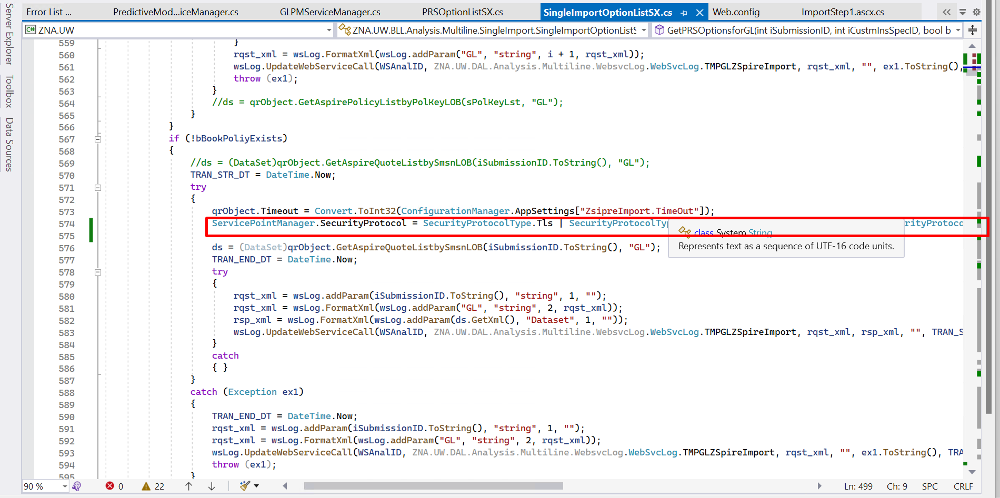 Server Explorer
Toolbox
Data Sources
Error List ...
PredictiveMod...iceManager.cs
GLPMServiceManager.cs
PRSOptionListSX.cs
SingleImportOptionListSX.cs
Web.config
ImportStep1.ascx.cs
C# ZNA.UW
ZNA.UW.BLL.Analysis.Multiline.SingleImport.SingleImportOptionListS
GetPRSOptionsforGL(int iSubmissionID, int iCustmInsSpecID, bool b
559 }
560 rqst_xml = wsLog.FormatXml(wsLog.addParam("GL", "string", i + 1, rqst_xml));
561 wsLog.UpdateWebServiceCall(WSAnalID, ZNA.UW.DAL.Analysis.Multiline.WebsvcLog.WebSvcLog.TMPGLZSpireImport, rqst_xml, "", ex1.ToString(),
562 throw (ex1);
563 }
564 //ds = qrObject.GetAspirePolicyListbyPolKeyLOB(sPolKeyLst, "GL");
565 }
566 }
567 if (!bBookPoliyExists)
568 {
569 //ds = (DataSet)qrObject.GetAspireQuoteListbySmsnLOB(iSubmissionID.ToString(), "GL");
570 TRAN_STR_DT = DateTime.Now;
571 try
572 {
573 qrObject.Timeout = Convert.ToInt32(ConfigurationManager.AppSettings["ZsipreImport.TimeOut"]);
574 ServicePointManager.SecurityProtocol = SecurityProtocolType.Tls | SecurityProtocolTyp rityProtoco
575
class System.String
Represents text as a sequence of UTF-16 code units.
576 ds = (DataSet)qrObject.GetAspireQuoteListbySmsnLOB(iSubmissionID.ToString(), "GL");
577 TRAN_END_DT = DateTime.Now;
578 try
579 {
580 rqst_xml = wsLog.addParam(iSubmissionID.ToString(), "string", 1, "");
581 rqst_xml = wsLog.FormatXml(wsLog.addParam("GL", "string", 2, rqst_xml));
582 rsp_xml = wsLog.FormatXml(wsLog.addParam(ds.GetXml(), "Dataset", 1, ""));
583 wsLog.UpdateWebServiceCall(WSAnalID, ZNA.UW.DAL.Analysis.Multiline.WebsvcLog.WebSvcLog.TMPGLZSpireImport, rqst_xml, rsp_xml, "", TRAN_S
584 }
585 catch
586 { }
587 }
588 catch (Exception ex1)
589 {
590 TRAN_END_DT = DateTime.Now;
591 rqst_xml = wsLog.addParam(iSubmissionID.ToString(), "string", 1, "");
592 rqst_xml = wsLog.FormatXml(wsLog.addParam("GL", "string", 2, rqst_xml));
593 wsLog.UpdateWebServiceCall(WSAnalID, ZNA.UW.DAL.Analysis.Multiline.WebsvcLog.WebSvcLog.TMPGLZSpireImport, rqst_xml, "", ex1.ToString(), TRA
594 throw (ex1);
595 }
90 % 0 22 Ln: 499 Ch: 9 SPC CRLF